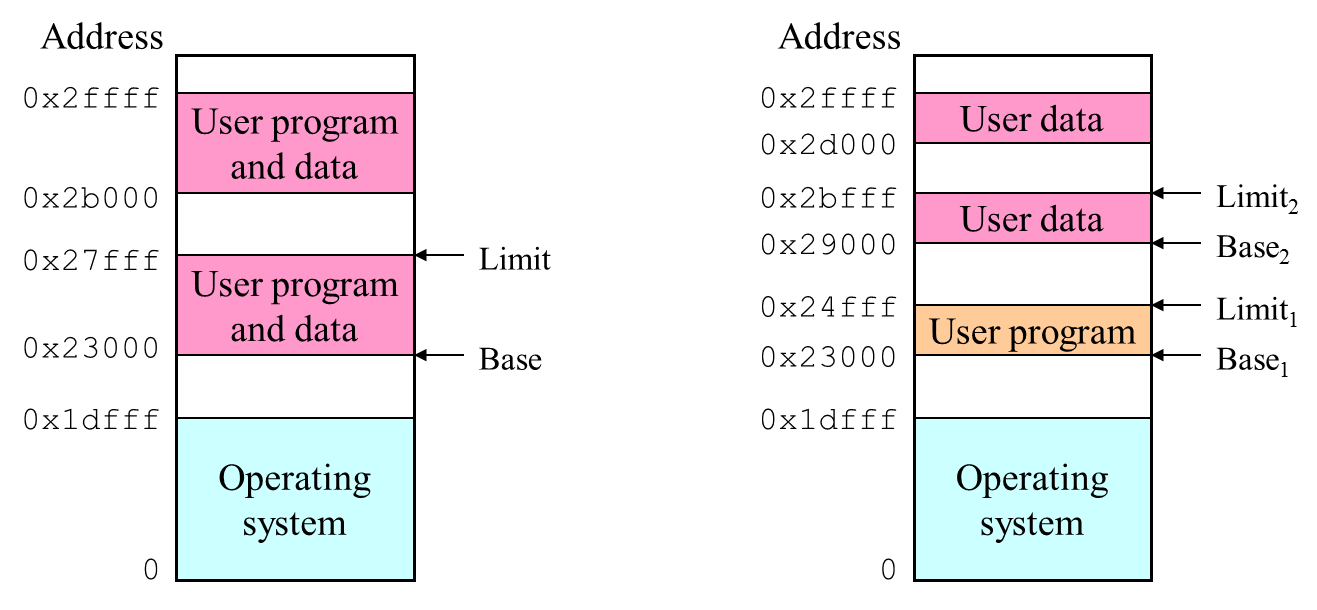 Address
0x2ffff
User program
and data
0x2b000
0x27fff
Limit
User program
and data
0x23000
Base
0x1dfff
Operating
system
0
Address
0x2ffff
User data
0x2d000
0x2bfff
Limit2
User data
0x29000
Base2
0x24fff
Limit1
User program
0x23000
Base1
0x1dfff
Operating
system
0